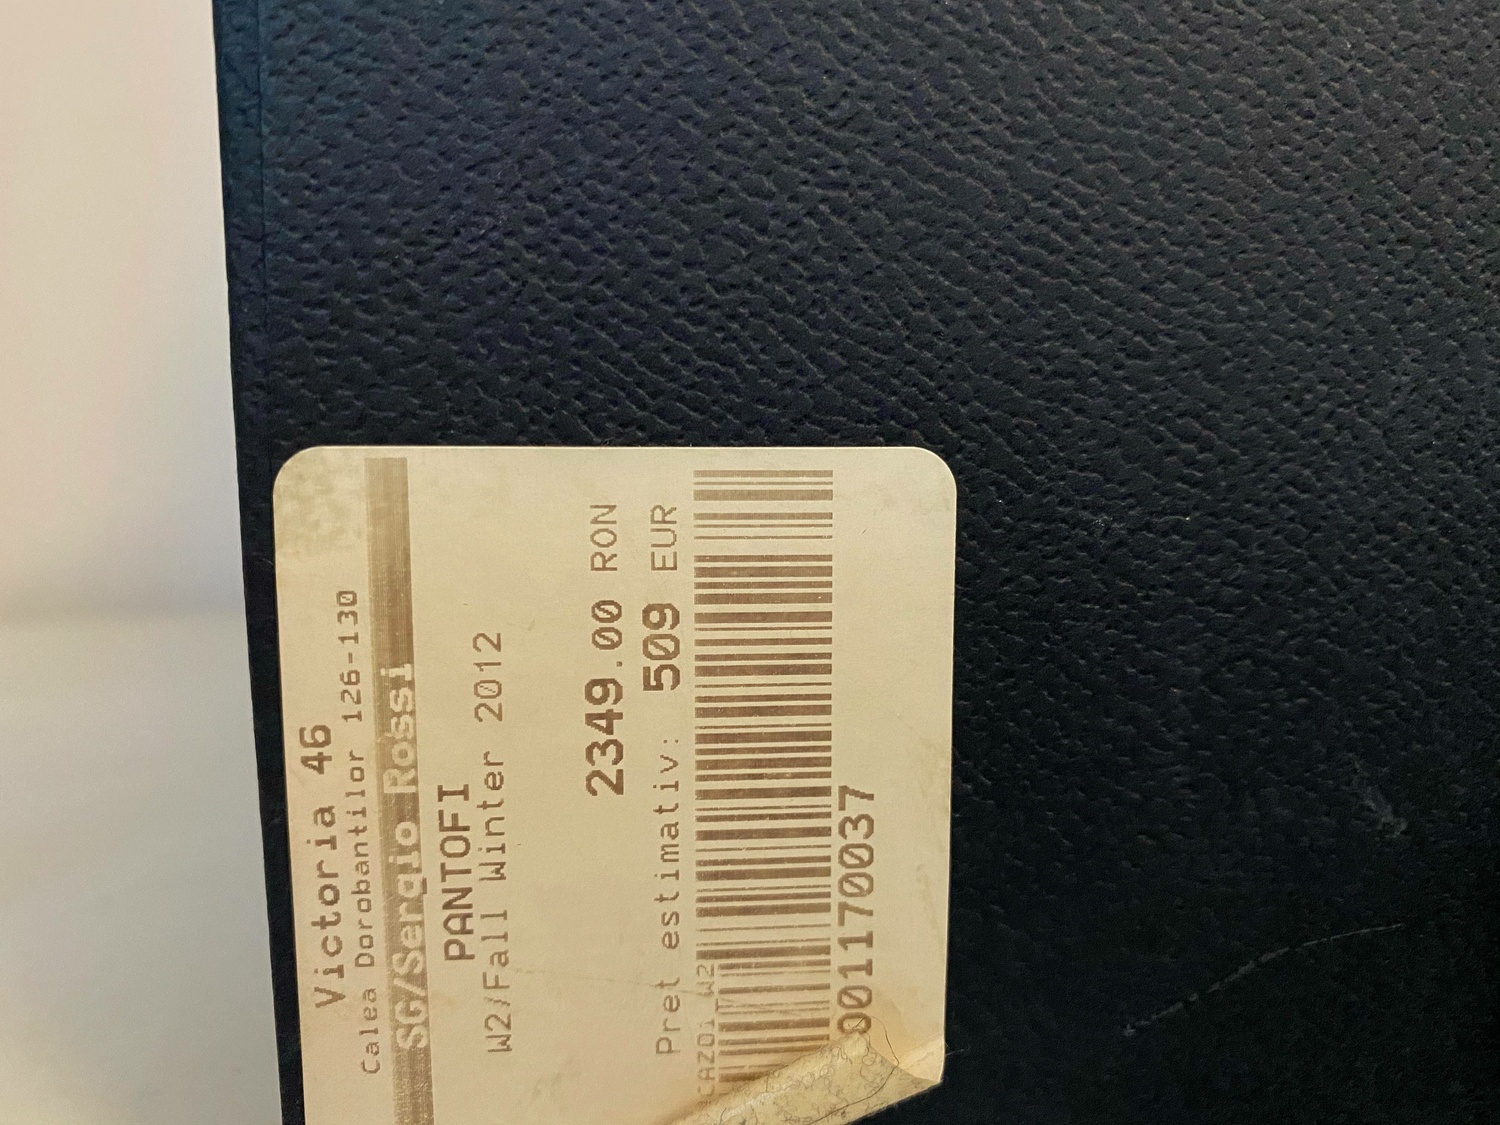 Victoria 46
Calea Dorobantilor 126-130
SG/Sergio Rossi
PANTOFI
W2/Fall Winter 2012
2349.00 RON
Pret estimativ: 509 EUR
CAZ01 W2
001170037